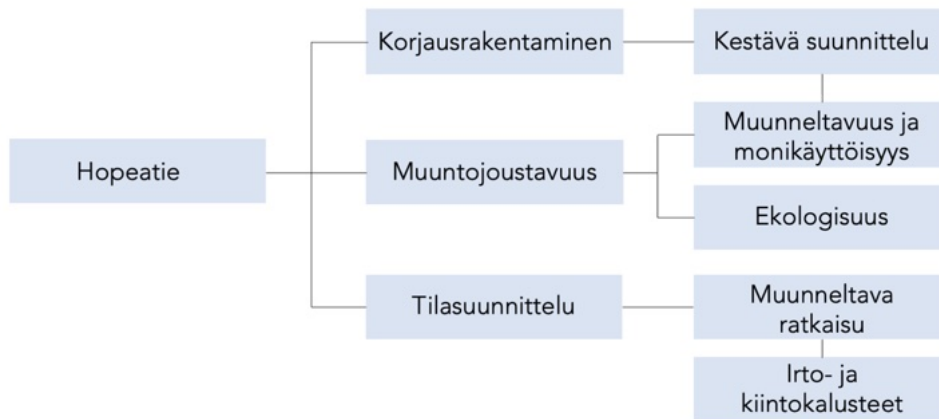 Korjausrakentaminen
Kestävä suunnittelu
Hopeatie
Muuntojoustavuus
Muunneltavuus ja
monikäyttöisyys
Ekologisuus
Tilasuunnittelu
Muunneltava
ratkaisu
Irto- ja
kiintokalusteet